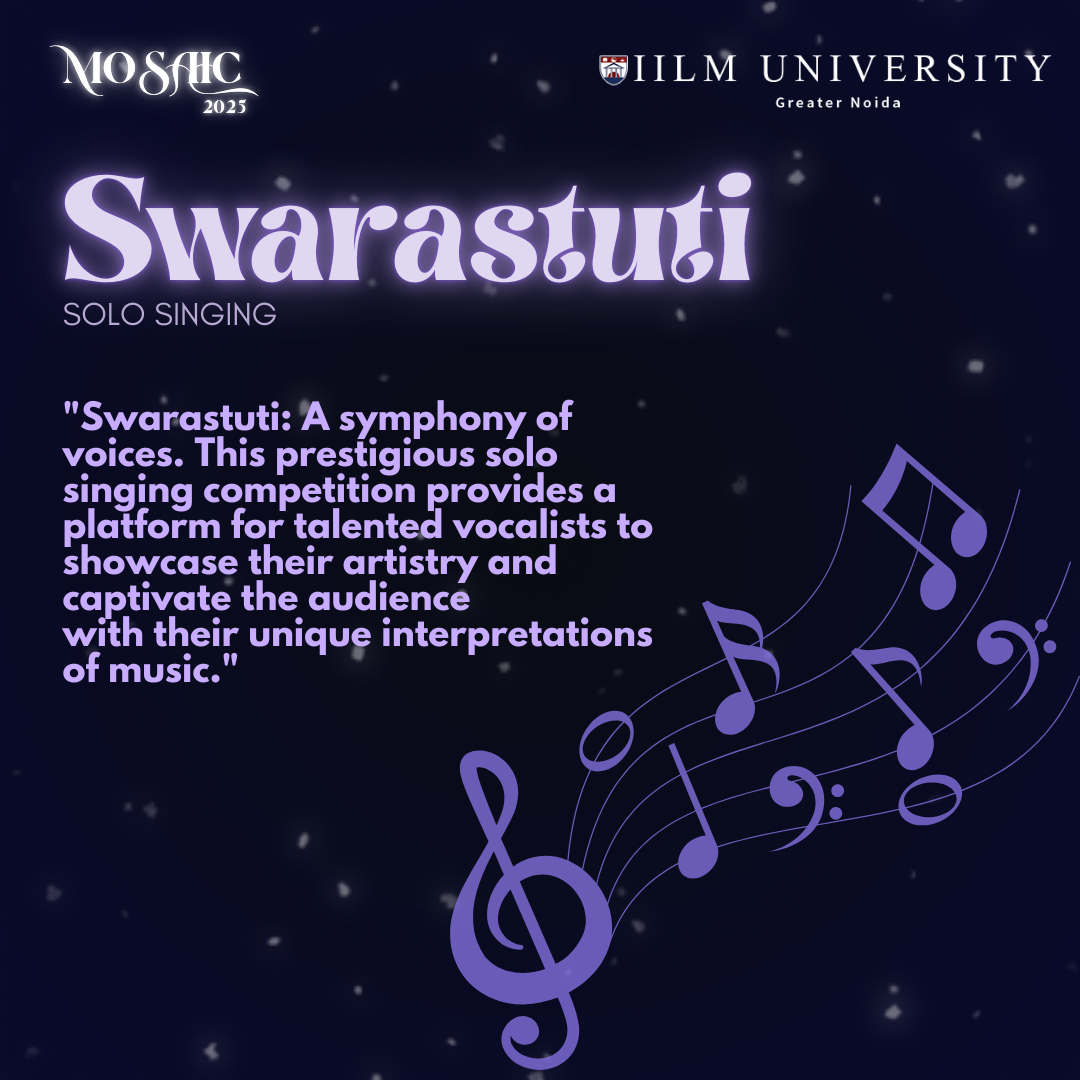 MOSAIC
2025
IILM UNIVERSITY
Greater Noida
Swarastuti
SOLO SINGING
"Swarastuti: A symphony of
voices. This prestigious solo
singing competition provides a
platform for talented vocalists to
showcase their artistry and
captivate the audience
with their unique interpretations
of music."